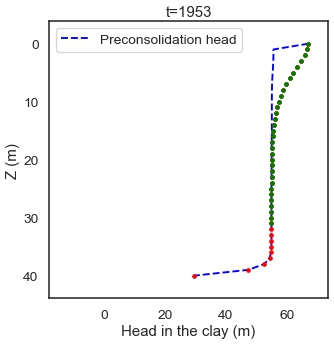 t=1953
Preconsolidation head
0
10
20
30
40
Z (m)
0 20 40 60
Head in the clay (m)